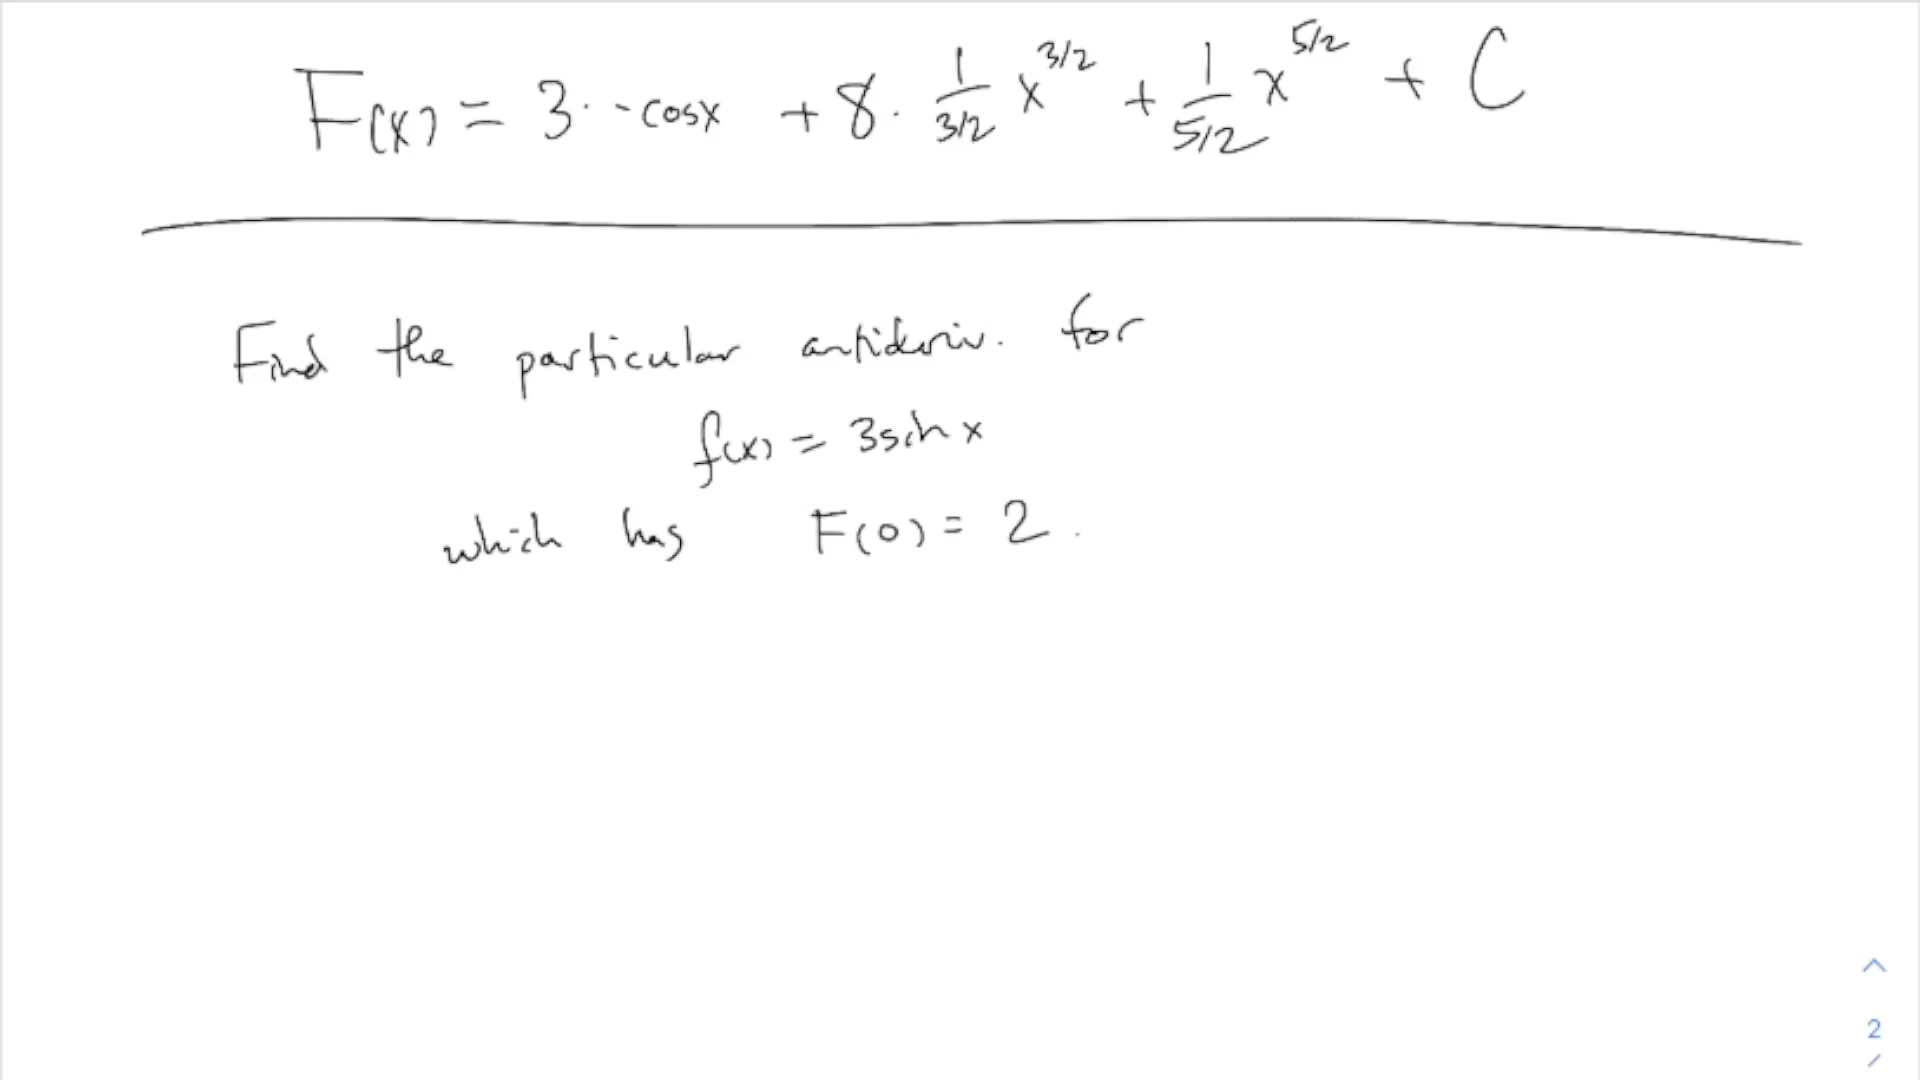 F(x) = 3 · -cosx + 8 · 1/(3/2) x^(3/2) + 1/(5/2) x^(5/2) + C
Find the particular antideriv. for
f(x) = 3sin x
which has F(0) = 2.
2